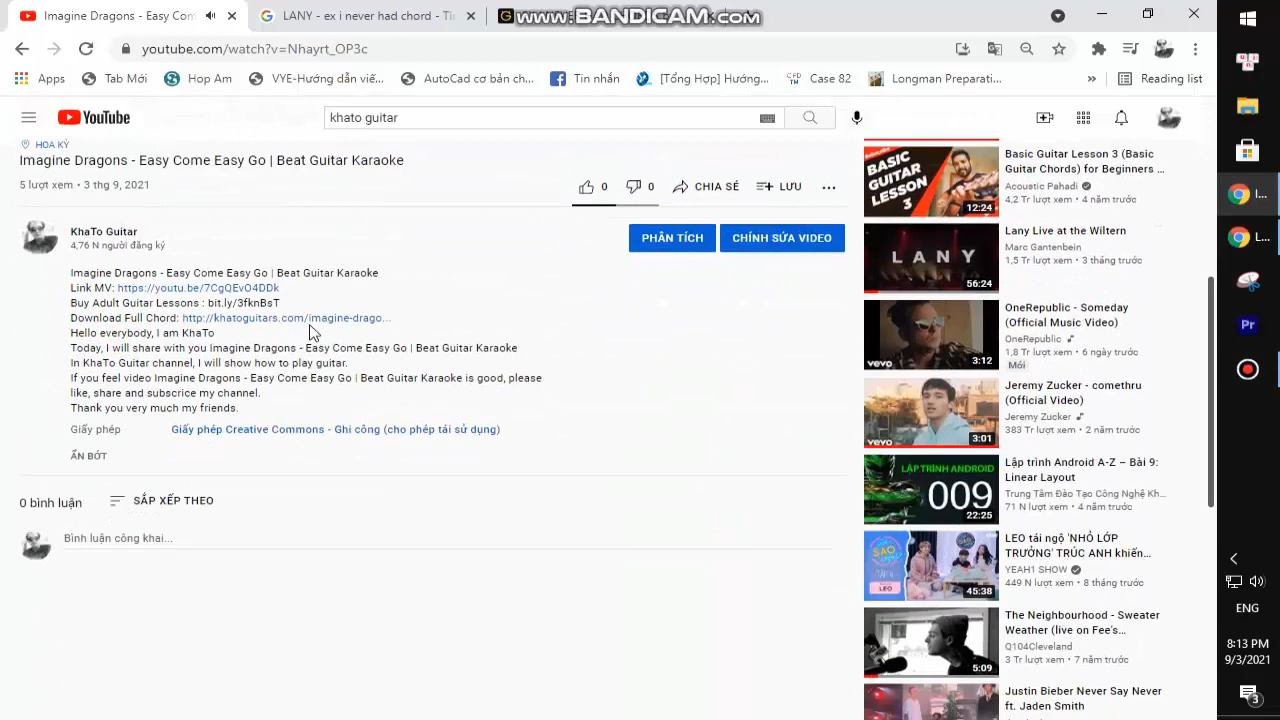 Imagine Dragons - Easy Come
LANY - ex i never had chord - Tì
www.BANDICAM.com
youtube.com/watch?v=Nhayrt_OP3c
Apps
Tab Mới
Hop Am
VYE-Hướng dẫn viế...
AutoCad cơ bản ch...
Tin nhắn
[Tổng Hợp] Hướng...
Case 82
Longman Preparati...
»
Reading list
YouTube
khato guitar
HOA KỲ
Imagine Dragons - Easy Come Easy Go | Beat Guitar Karaoke
5 lượt xem • 3 thg 9, 2021
0
0
CHIA SẺ
LƯU
KhaTo Guitar
4,76 N người đăng ký
PHÂN TÍCH
CHỈNH SỬA VIDEO
Imagine Dragons - Easy Come Easy Go | Beat Guitar Karaoke
Link MV: https://youtu.be/7CgQEvO4DDk
Buy Adult Guitar Lessons : bit.ly/3fknBsT
Download Full Chord: http://khatoguitars.com/imagine-drago...
Hello everybody, I am KhaTo
Today, I will share with you Imagine Dragons - Easy Come Easy Go | Beat Guitar Karaoke
In KhaTo Guitar channel, I will show how to play guitar.
If you feel video Imagine Dragons - Easy Come Easy Go | Beat Guitar Karaoke is good, please
like, share and subscrice my channel.
Thank you very much my friends.
Giấy phép
Giấy phép Creative Commons - Ghi công (cho phép tái sử dụng)
ẨN BỚT
0 bình luận
SẮP XẾP THEO
Bình luận công khai...
BASIC
GUITAR
LESSON
3
12:24
Basic Guitar Lesson 3 (Basic
Guitar Chords) for Beginners ...
Acoustic Pahadi
4,2 Tr lượt xem • 4 năm trước
LANY
56:24
Lany Live at the Wiltern
Marc Gantenbein
1,5 Tr lượt xem • 3 tháng trước
vevo
3:12
OneRepublic - Someday
(Official Music Video)
OneRepublic
1,8 Tr lượt xem • 6 ngày trước
Mới
vevo
3:01
Jeremy Zucker - comethru
(Official Video)
Jeremy Zucker
383 Tr lượt xem • 2 năm trước
LẬP TRÌNH ANDROID
009
22:25
Lập trình Android A-Z – Bài 9:
Linear Layout
Trung Tâm Đào Tạo Công Nghệ Kh...
71 N lượt xem • 4 năm trước
SAO
LEO
45:38
LEO tái ngộ 'NHỎ LỚP
TRƯỞNG' TRÚC ANH khiến...
YEAH1 SHOW
449 N lượt xem • 8 tháng trước
5:09
The Neighbourhood - Sweater
Weather (live on Fee's...
Q104Cleveland
3 Tr lượt xem • 7 năm trước
Justin Bieber Never Say Never
ft. Jaden Smith
I...
L...
Pr
ENG
8:13 PM
9/3/2021
3